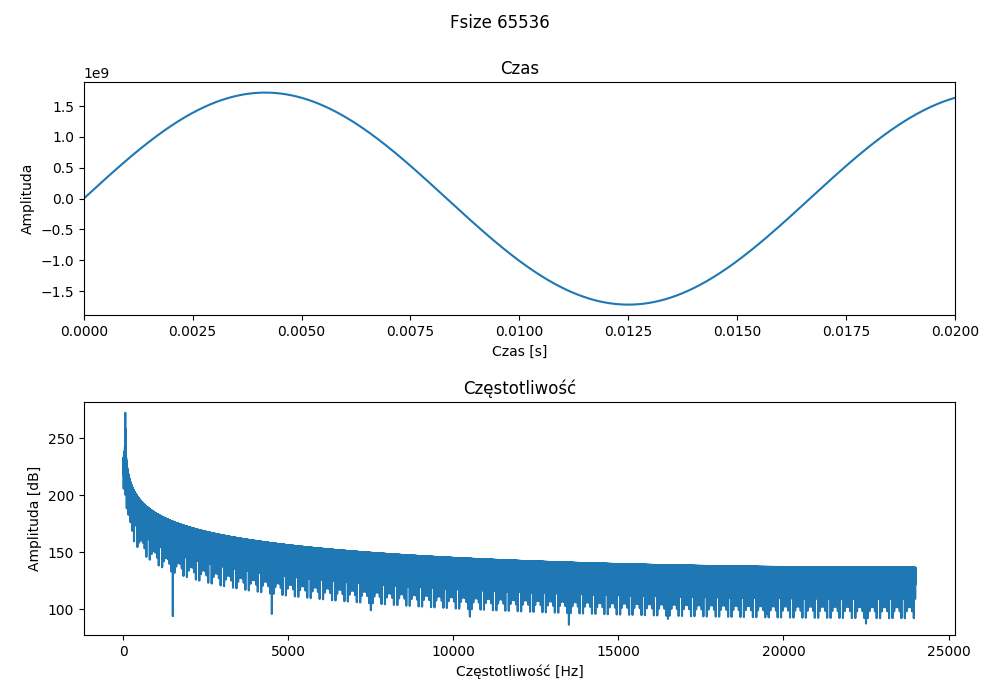 Fsize 65536
Czas
1e9
1.5
1.0
0.5
0.0
−0.5
−1.0
−1.5
Amplituda
0.0000 0.0025 0.0050 0.0075 0.0100 0.0125 0.0150 0.0175 0.0200
Czas [s]
Częstotliwość
250
200
150
100
Amplituda [dB]
0 5000 10000 15000 20000 25000
Częstotliwość [Hz]